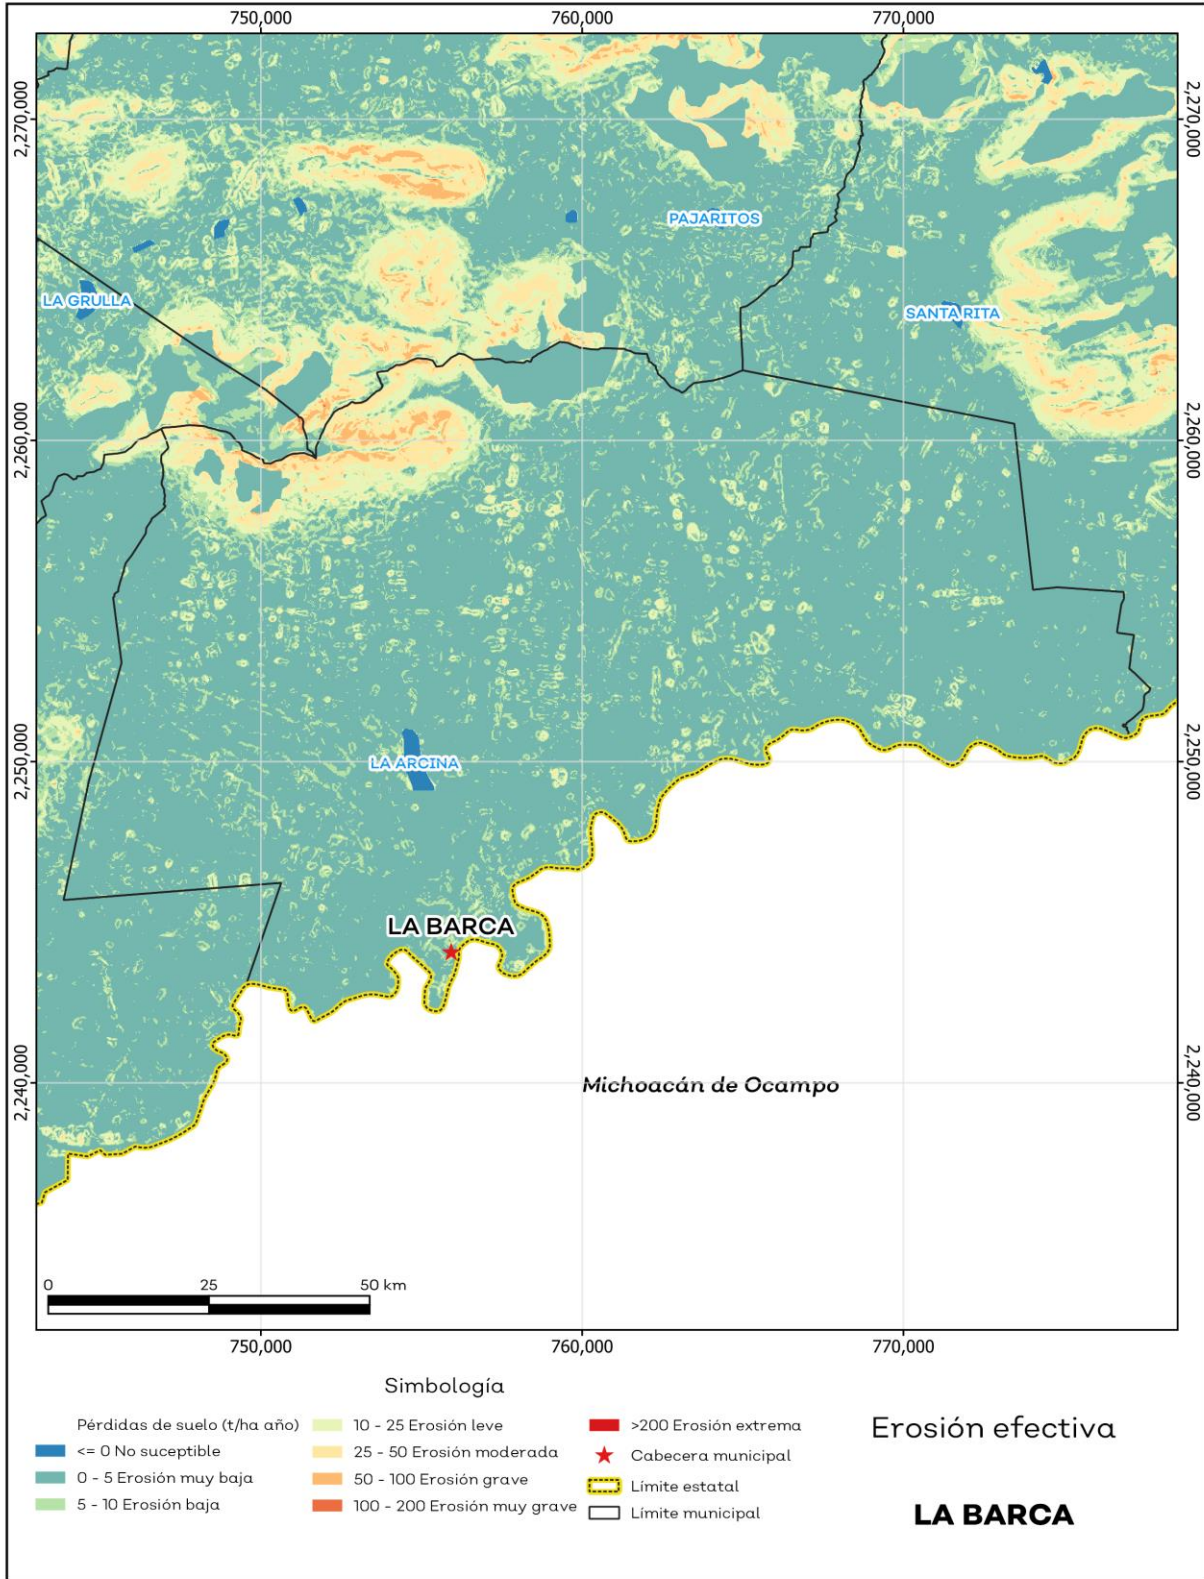 750,000
760,000
770,000
2,270,000
2,270,000
PAJARITOS
LA GRULLA
SANTA RITA
2,260,000
2,260,000
2,250,000
LA ARCINA
2,250,000
LA BARCA
2,240,000
Michoacán de Ocampo
2,240,000
0 25 50 km
750,000
760,000
770,000
Simbología
Pérdidas de suelo (t/ha año)
<= 0 No suceptible
0 - 5 Erosión muy baja
5 - 10 Erosión baja
10 - 25 Erosión leve
25 - 50 Erosión moderada
50 - 100 Erosión grave
100 - 200 Erosión muy grave
>200 Erosión extrema
Cabecera municipal
Límite estatal
Límite municipal
Erosión efectiva
LA BARCA